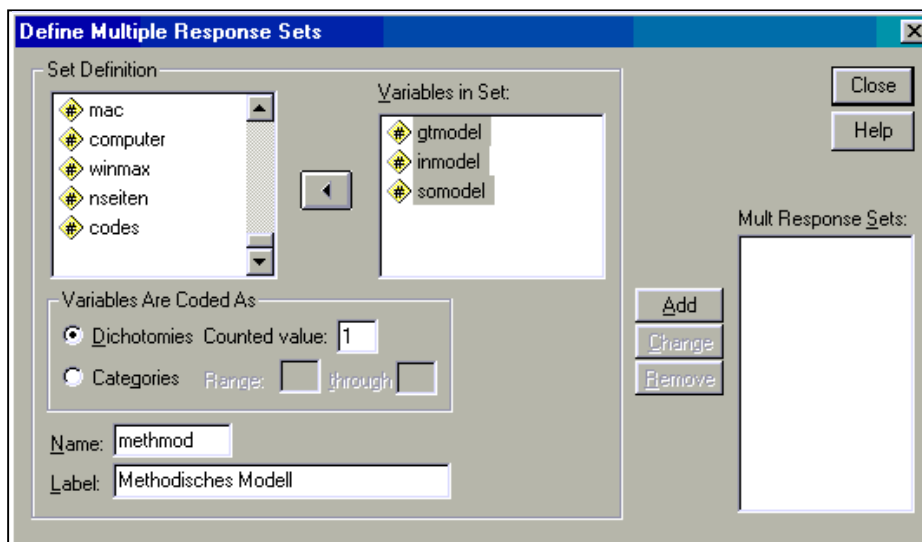 Define Multiple Response Sets
Set Definition
mac
computer
winmax
nseiten
codes
Variables in Set:
gtmodel
inmodel
somodel
Close
Help
Mult Response Sets:
Variables Are Coded As
Dichotomies Counted value: 1
Categories Range: through
Add
Change
Remove
Name: methmod
Label: Methodisches Modell